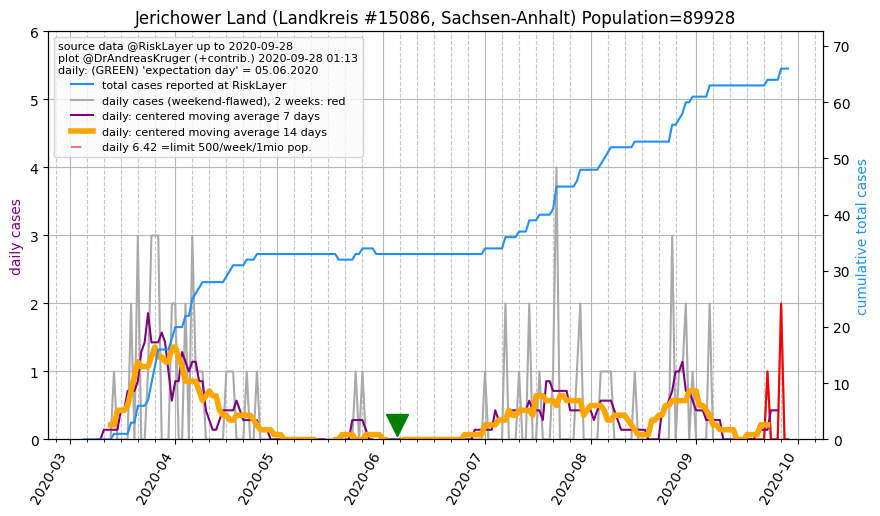 Jerichower Land (Landkreis #15086, Sachsen-Anhalt) Population=89928
source data @RiskLayer up to 2020-09-28
plot @DrAndreasKruger (+contrib.) 2020-09-28 01:13
daily: (GREEN) 'expectation day' = 05.06.2020
total cases reported at RiskLayer
daily cases (weekend-flawed), 2 weeks: red
daily: centered moving average 7 days
daily: centered moving average 14 days
daily 6.42 =limit 500/week/1mio pop.
daily cases
6
5
4
3
2
1
0
cumulative total cases
70
60
50
40
30
20
10
0
2020-03
2020-04
2020-05
2020-06
2020-07
2020-08
2020-09
2020-10